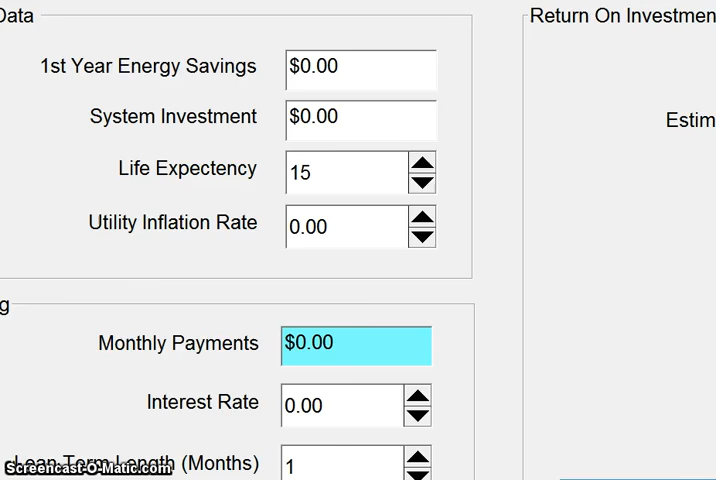 Data
Return On Investmen
1st Year Energy Savings $0.00
System Investment $0.00
Estim
Life Expectency 15
Utility Inflation Rate 0.00
g
Monthly Payments $0.00
Interest Rate 0.00
Loan Term Length (Months) 1
Screencast-O-Matic.com